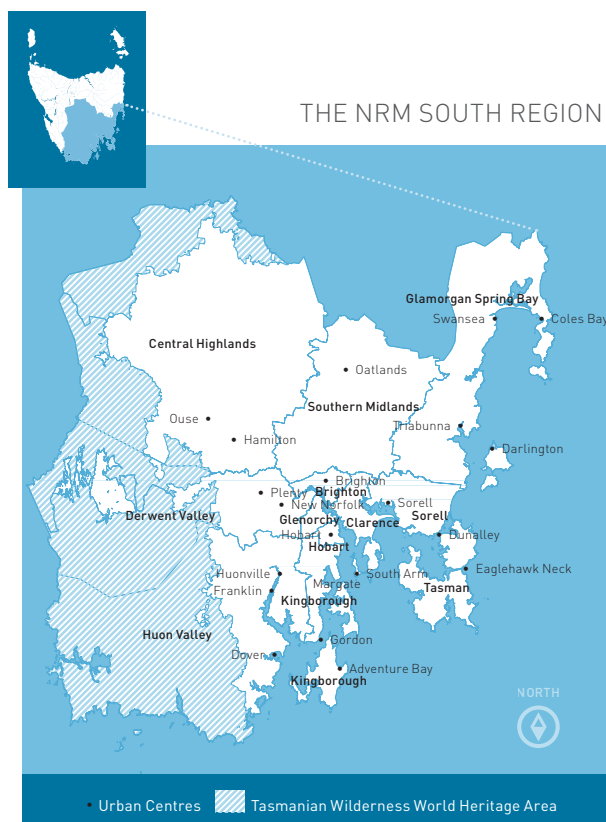 THE NRM SOUTH REGION
Glamorgan Spring Bay
Swansea
Coles Bay
Central Highlands
Oatlands
Southern Midlands
Ouse
Triabunna
Hamilton
Darlington
Brighton
Plenty
Brighton
New Norfolk
Sorell
Derwent Valley
Glenorchy
Clarence
Sorell
Hobart
Dunalley
Hobart
Huonville
South Arm
Eaglehawk Neck
Margate
Tasman
Franklin
Kingborough
Huon Valley
Gordon
Dover
Adventure Bay
Kingborough
NORTH
Urban Centres
Tasmanian Wilderness World Heritage Area